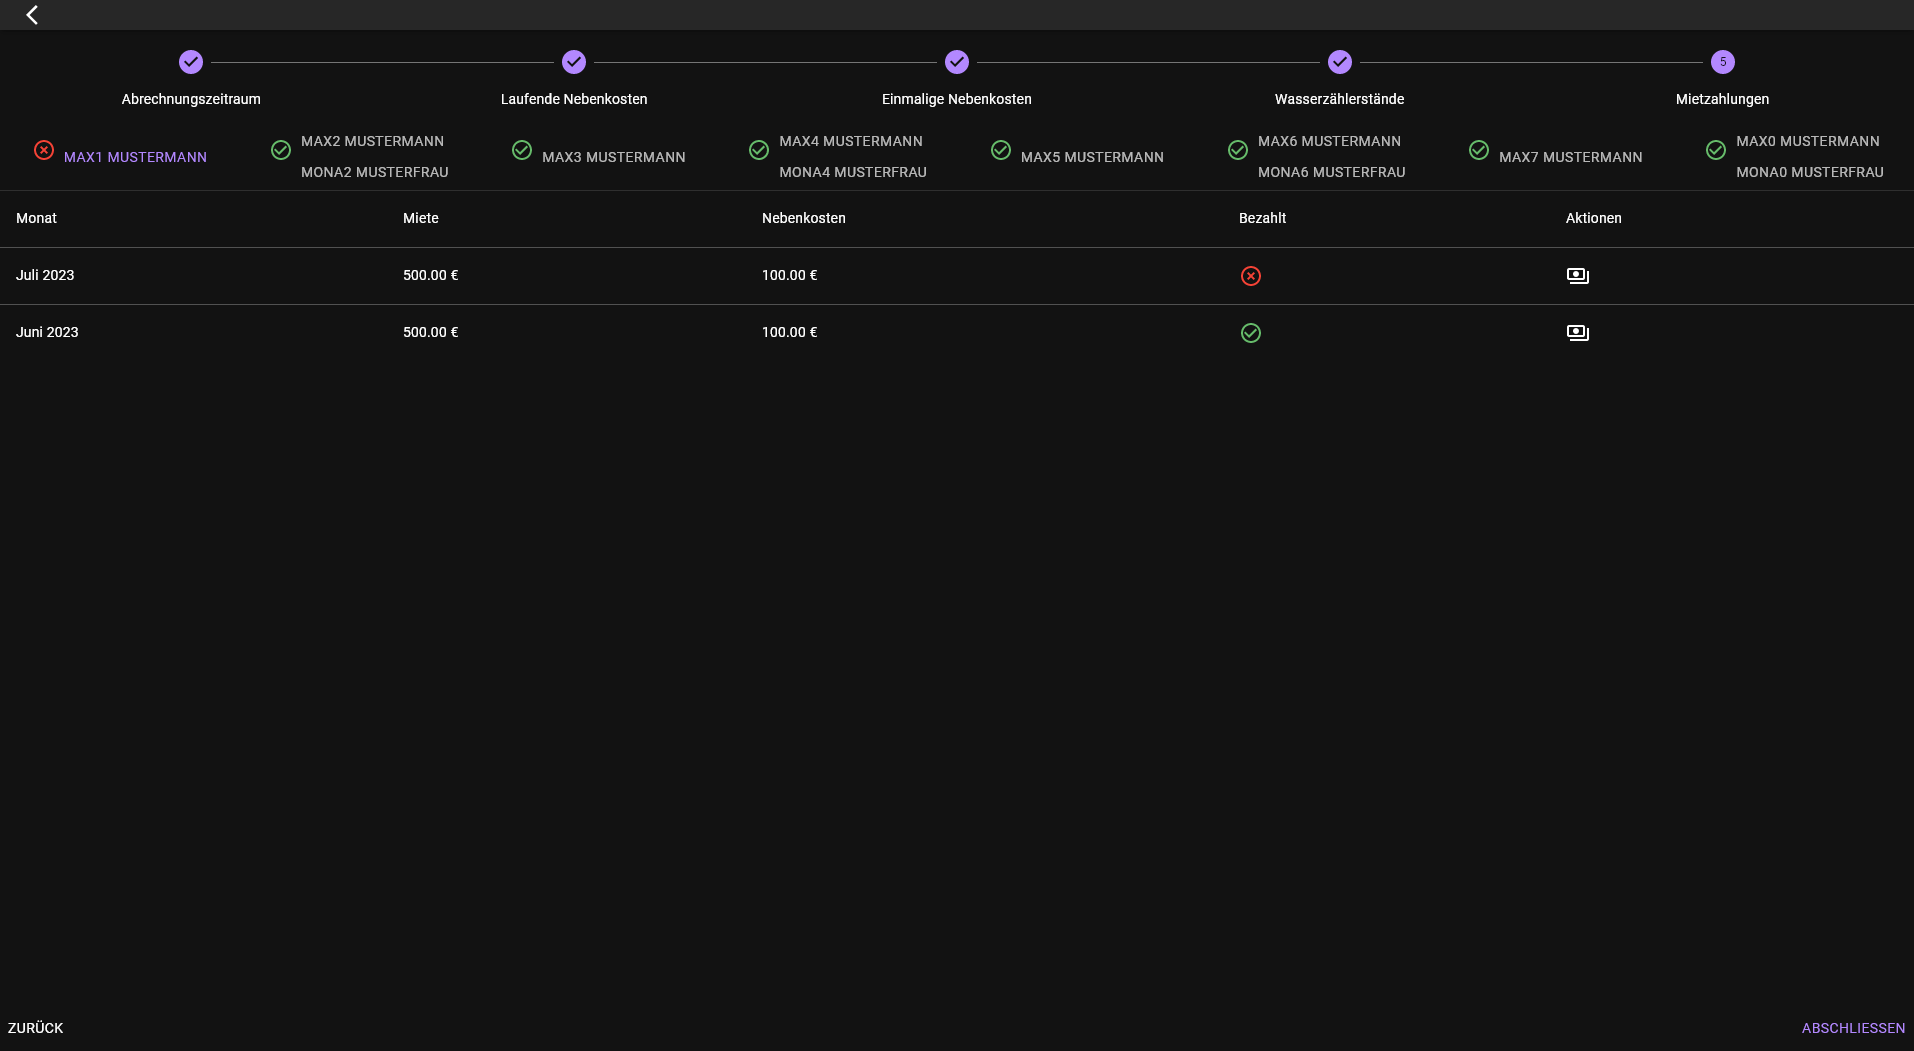 5
Abrechnungszeitraum Laufende Nebenkosten Einmalige Nebenkosten Wasserzählerstände Mietzahlungen
MAX1 MUSTERMANN
MAX2 MUSTERMANN
MONA2 MUSTERFRAU
MAX3 MUSTERMANN
MAX4 MUSTERMANN
MONA4 MUSTERFRAU
MAX5 MUSTERMANN
MAX6 MUSTERMANN
MONA6 MUSTERFRAU
MAX7 MUSTERMANN
MAX0 MUSTERMANN
MONA0 MUSTERFRAU
Monat Miete Nebenkosten Bezahlt Aktionen
Juli 2023 500.00 € 100.00 €
Juni 2023 500.00 € 100.00 €
ZURÜCK ABSCHLIESSEN